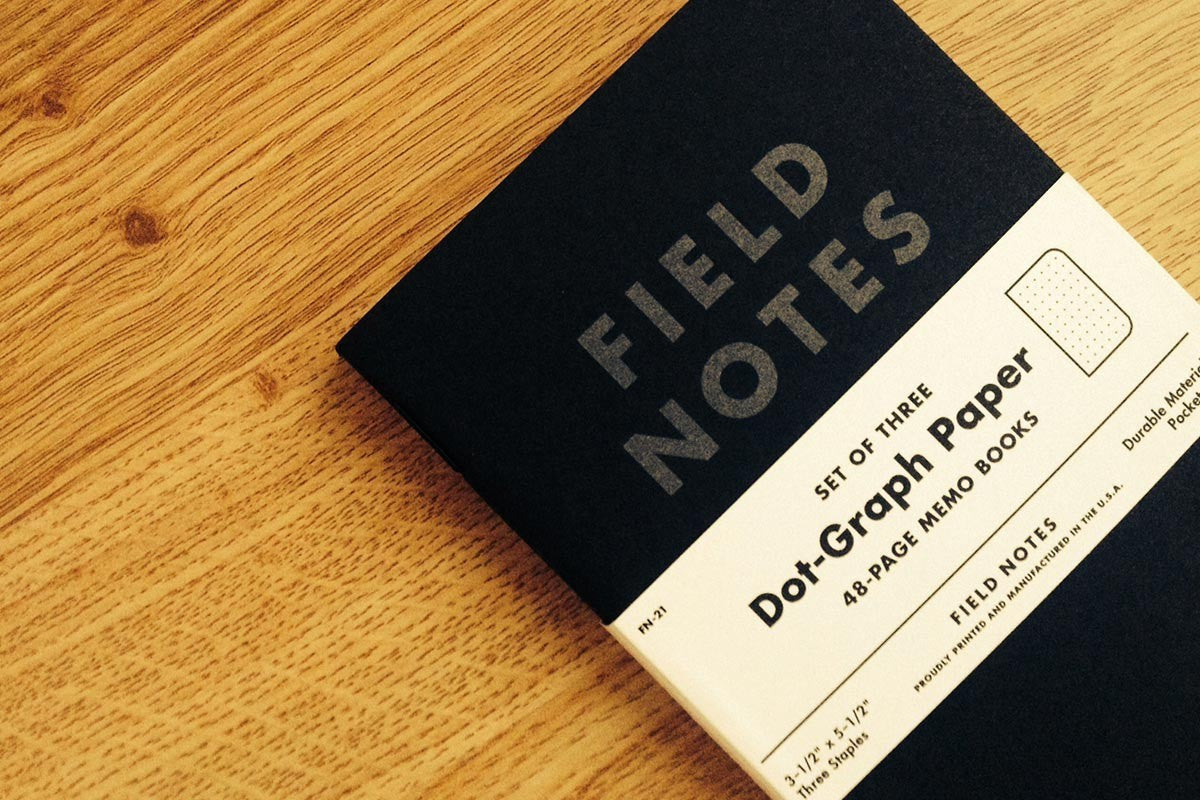 FIELD
NOTES
SET OF THREE
Dot-Graph Paper
48-PAGE MEMO BOOKS
FN-21
FIELD NOTES
PROUDLY PRINTED AND MANUFACTURED IN THE U.S.A.
3-1/2" x 5-1/2"
Three Staples
Durable
Pocket